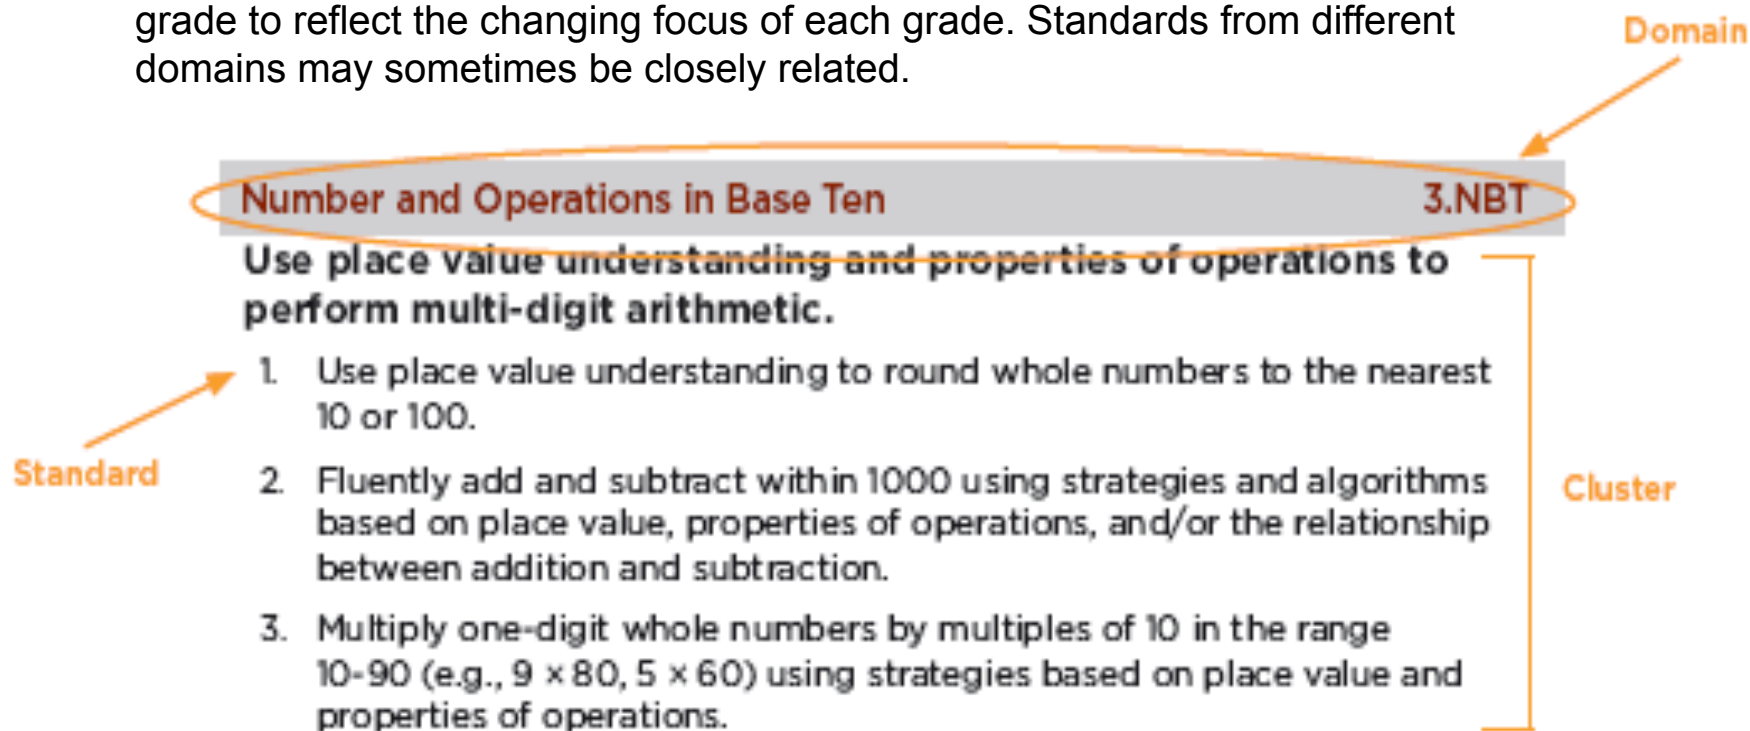 grade to reflect the changing focus of each grade. Standards from different
domains may sometimes be closely related.
Domain
Number and Operations in Base Ten 3.NBT
Use place value understanding and properties of operations to
perform multi-digit arithmetic.
1. Use place value understanding to round whole numbers to the nearest
10 or 100.
Standard
2. Fluently add and subtract within 1000 using strategies and algorithms
based on place value, properties of operations, and/or the relationship
between addition and subtraction.
Cluster
3. Multiply one-digit whole numbers by multiples of 10 in the range
10-90 (e.g., 9 × 80, 5 × 60) using strategies based on place value and
properties of operations.